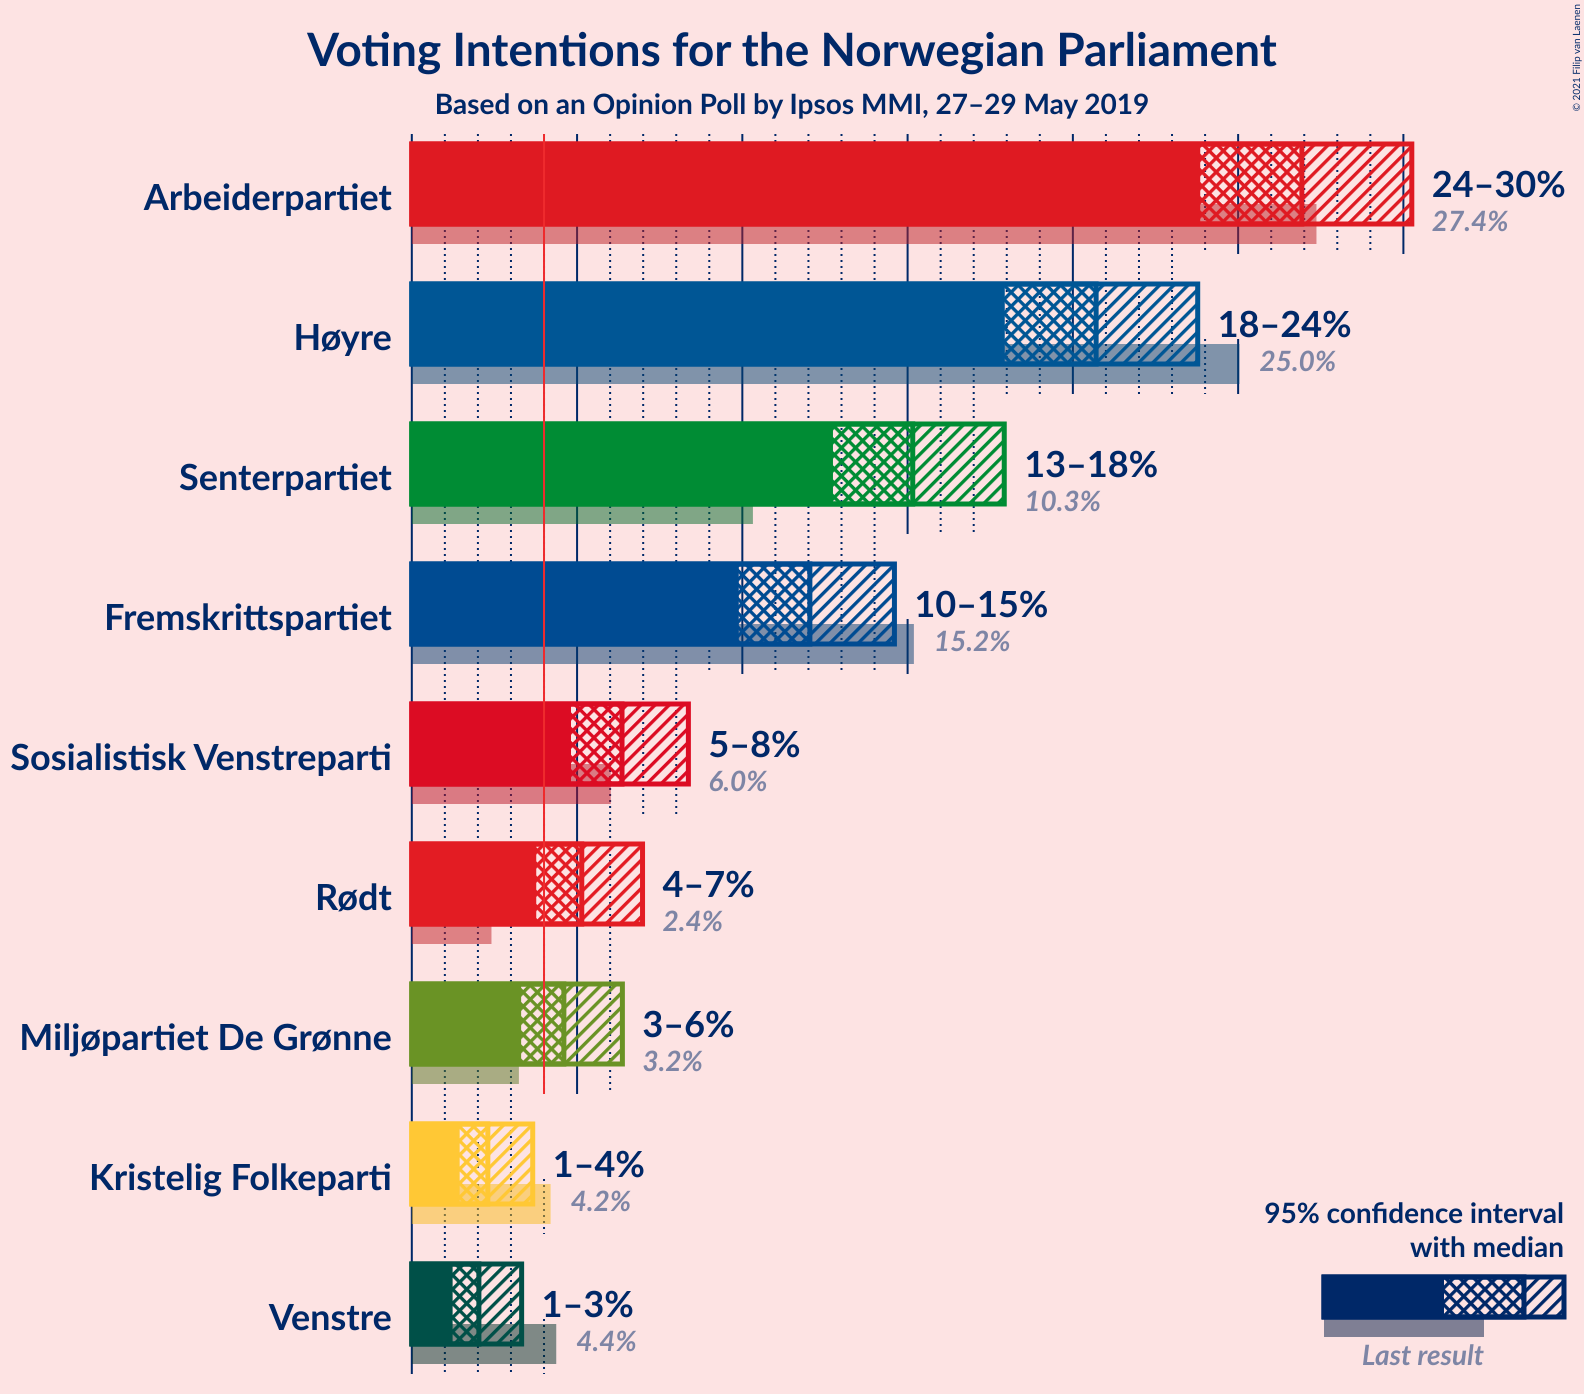 Voting Intentions for the Norwegian Parliament
Based on an Opinion Poll by Ipsos MMI, 27–29 May 2019
© 2021 Filip van Laenen
Arbeiderpartiet
24–30%
27.4%
Høyre
18–24%
25.0%
Senterpartiet
13–18%
10.3%
Fremskrittspartiet
10–15%
15.2%
Sosialistisk Venstreparti
5–8%
6.0%
Rødt
4–7%
2.4%
Miljøpartiet De Grønne
3–6%
3.2%
Kristelig Folkeparti
1–4%
4.2%
Venstre
1–3%
4.4%
95% confidence interval
with median
Last result